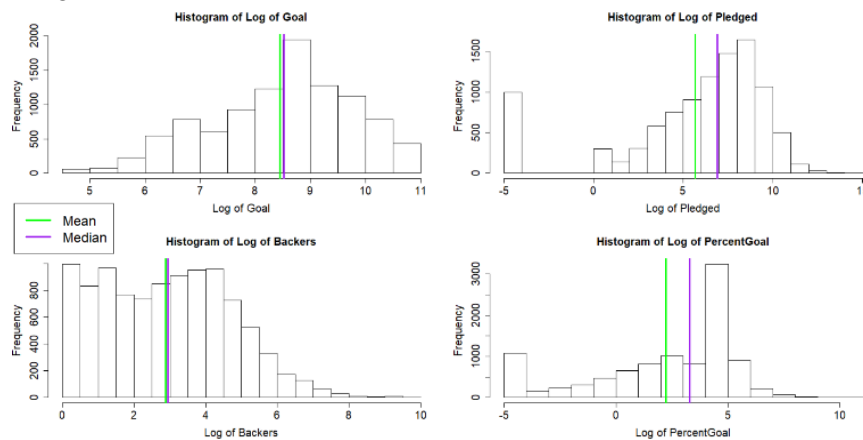 Histogram of Log of Goal
Frequency
0 500 1000 1500 2000
5 6 7 8 9 10 11
Log of Goal
Histogram of Log of Pledged
Frequency
0 500 1000 1500
-5 0 5 10
Log of Pledged
Mean
Median
Histogram of Log of Backers
Frequency
0 200 400 600 800
0 2 4 6 8 10
Log of Backers
Histogram of Log of PercentGoal
Frequency
0 1000 2000 3000
-5 0 5 10
Log of PercentGoal